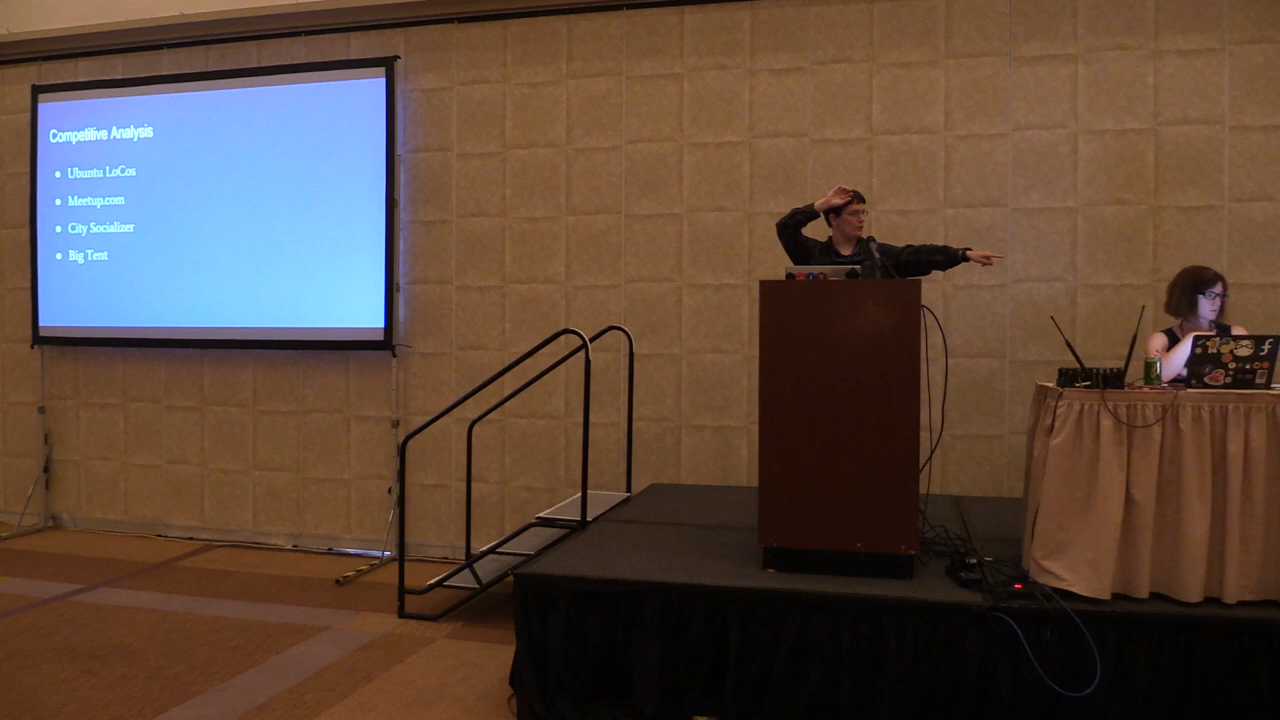 Competitive Analysis
Ubuntu LoCos
Meetup.com
City Socializer
Big Tent